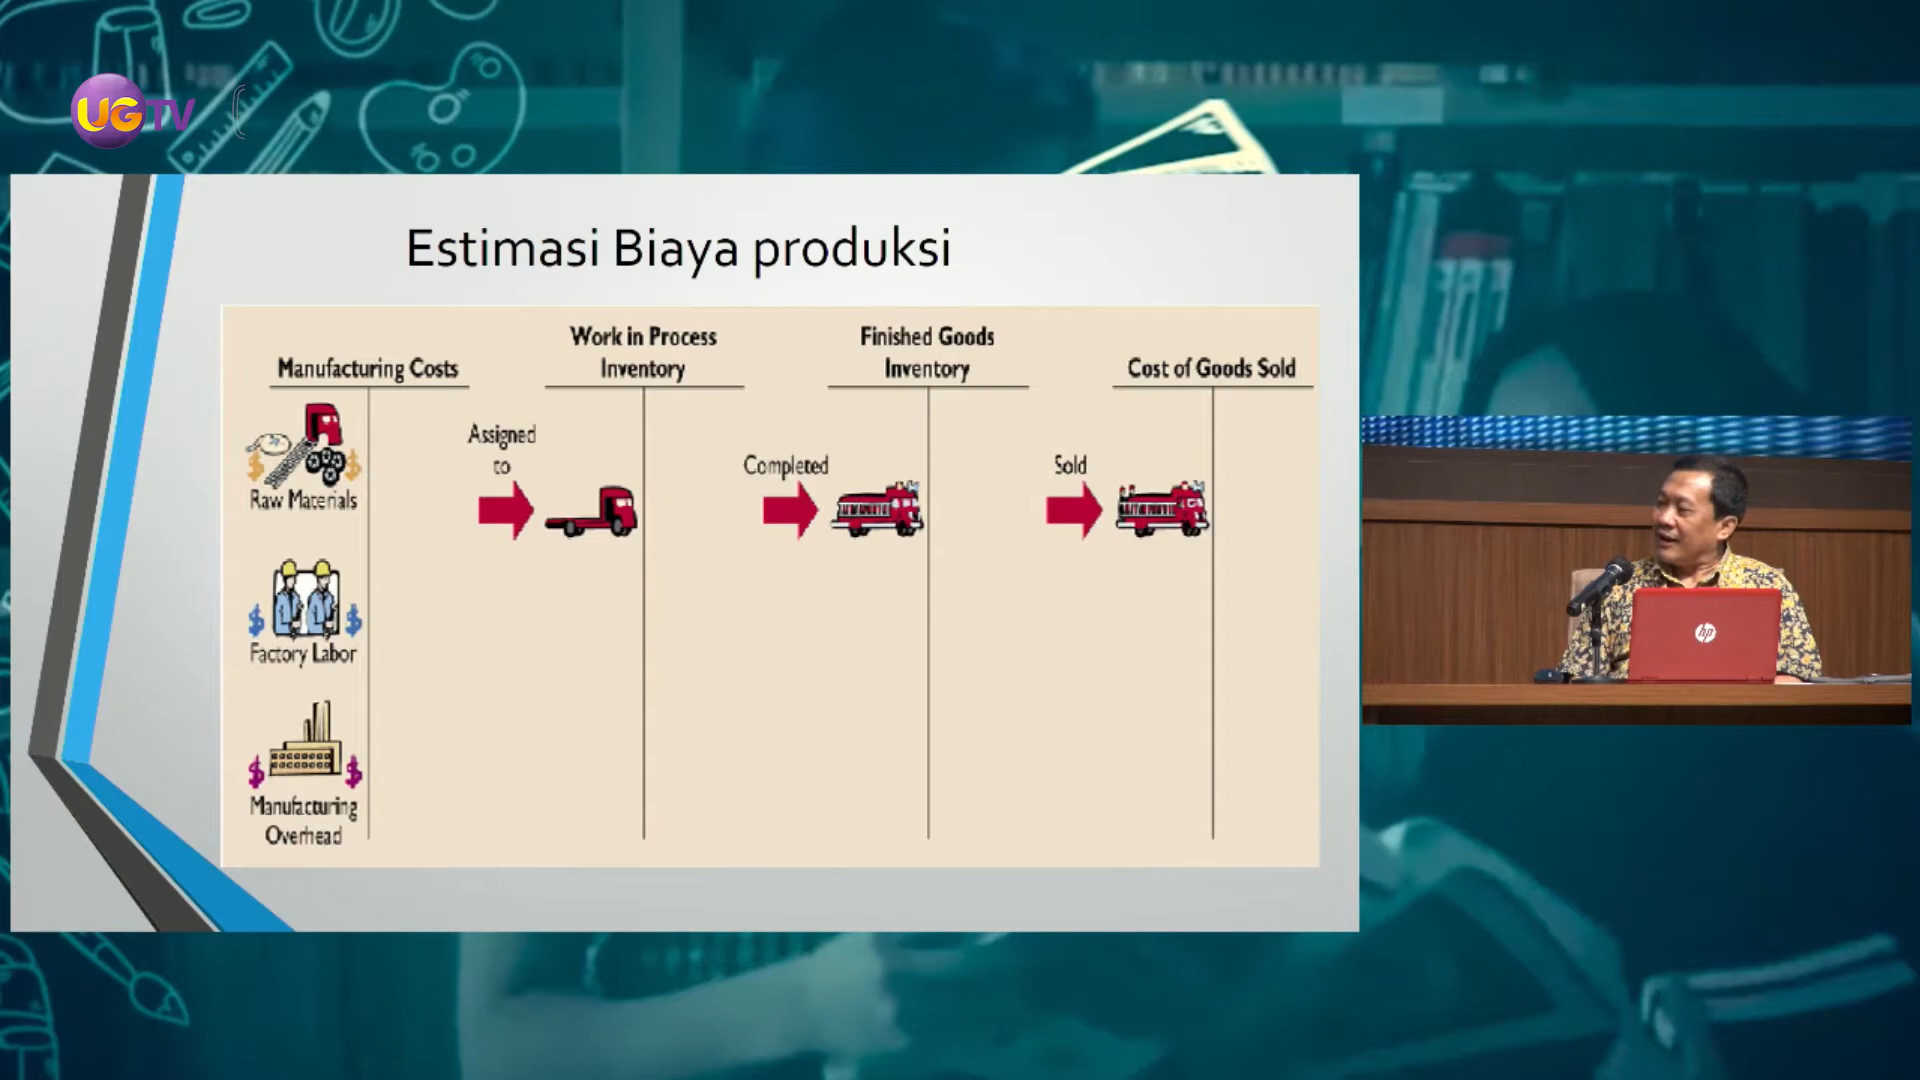 UGTV
Estimasi Biaya produksi
Manufacturing Costs
Work in Process
Inventory
Finished Goods
Inventory
Cost of Goods Sold
Assigned
to
Completed
Sold
Raw Materials
Factory Labor
Manufacturing
Overhead
hp